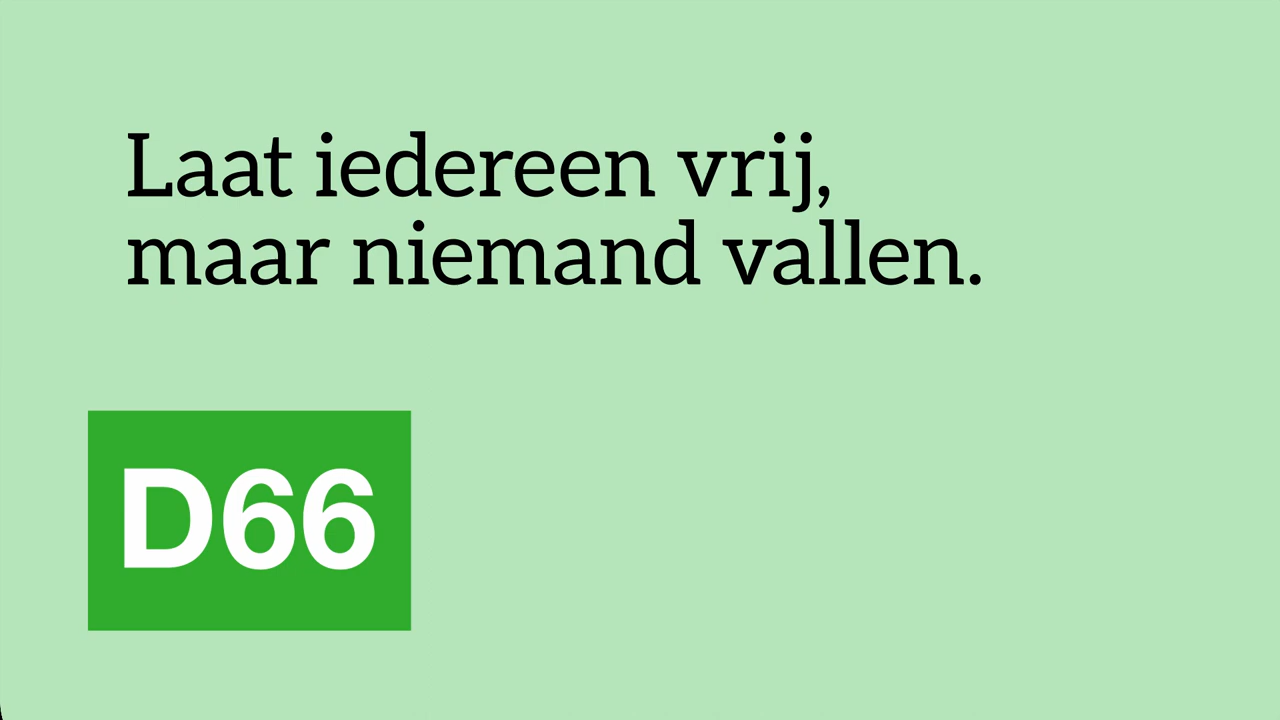 Laat iedereen vrij,
maar niemand vallen.
D66